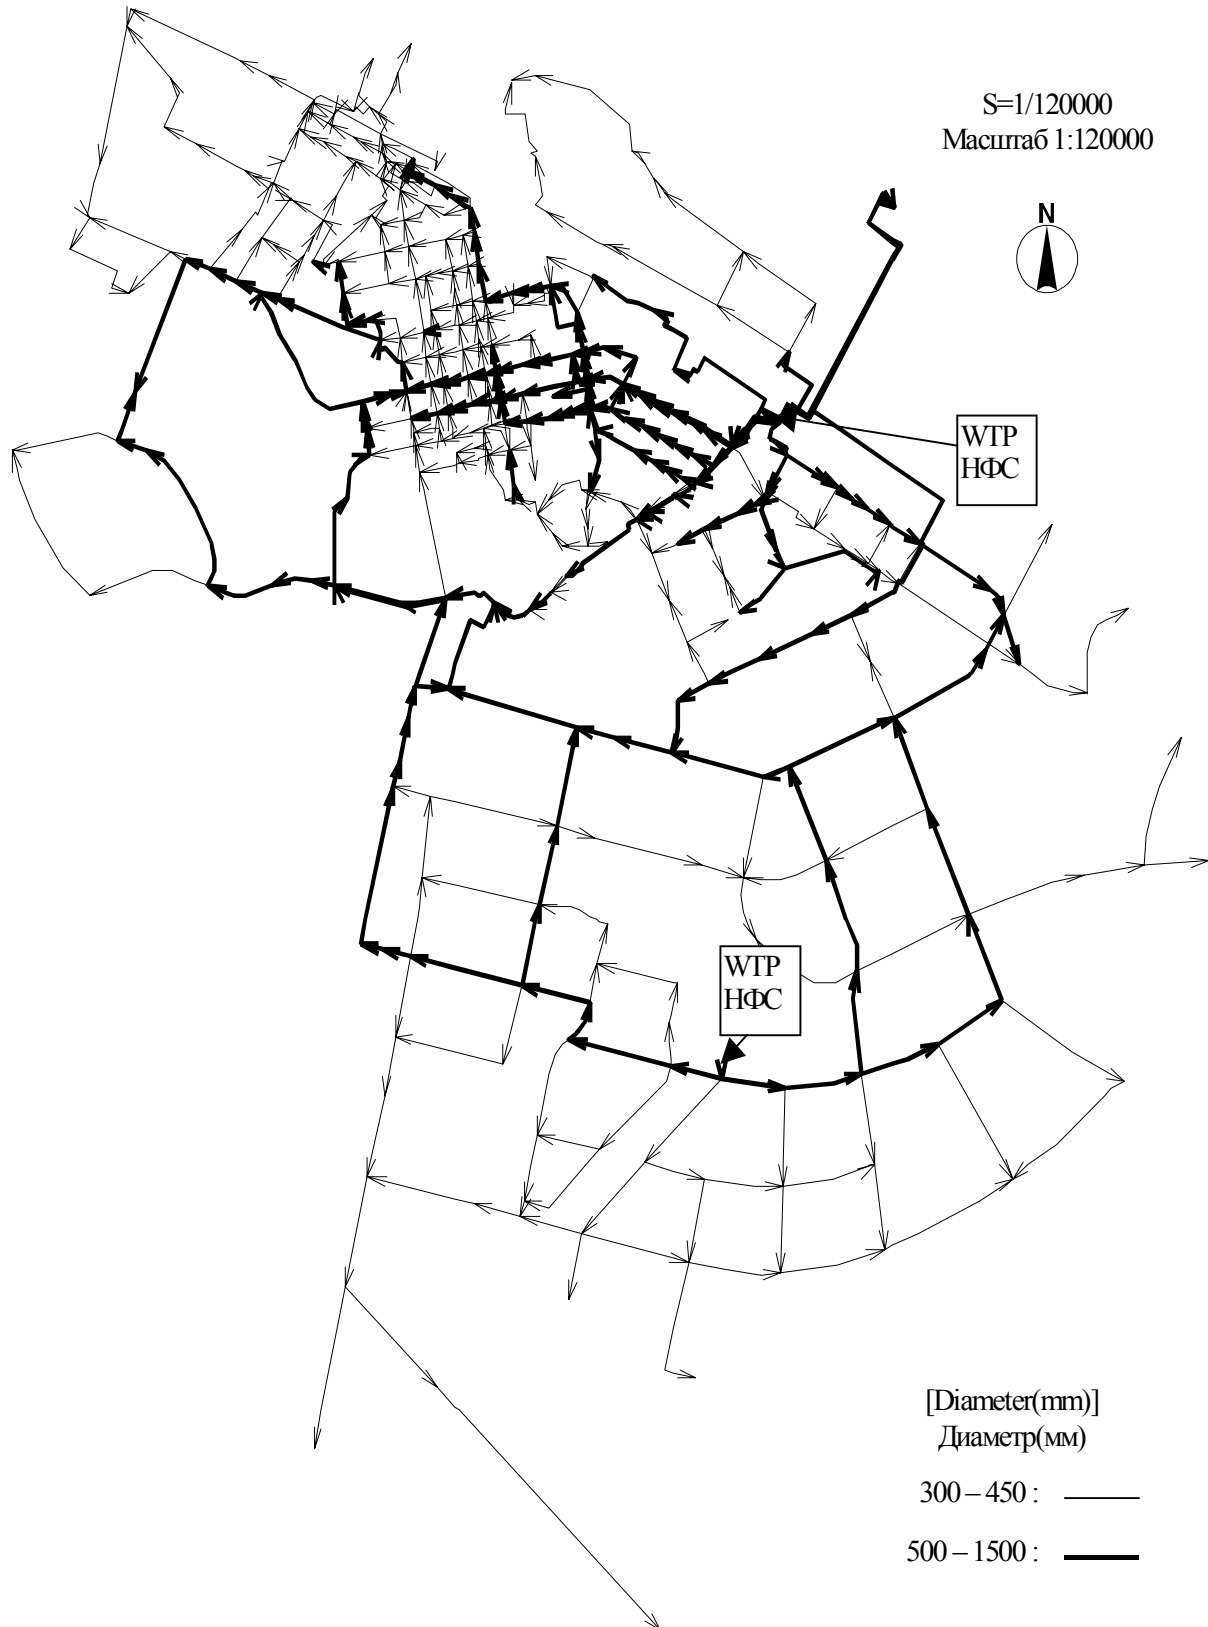 S=1/120000
Масштаб 1:120000
N
WTP
НФС
WTP
НФС
[Diameter(mm)]
Диаметр(мм)
300 – 450 :
500 – 1500 :